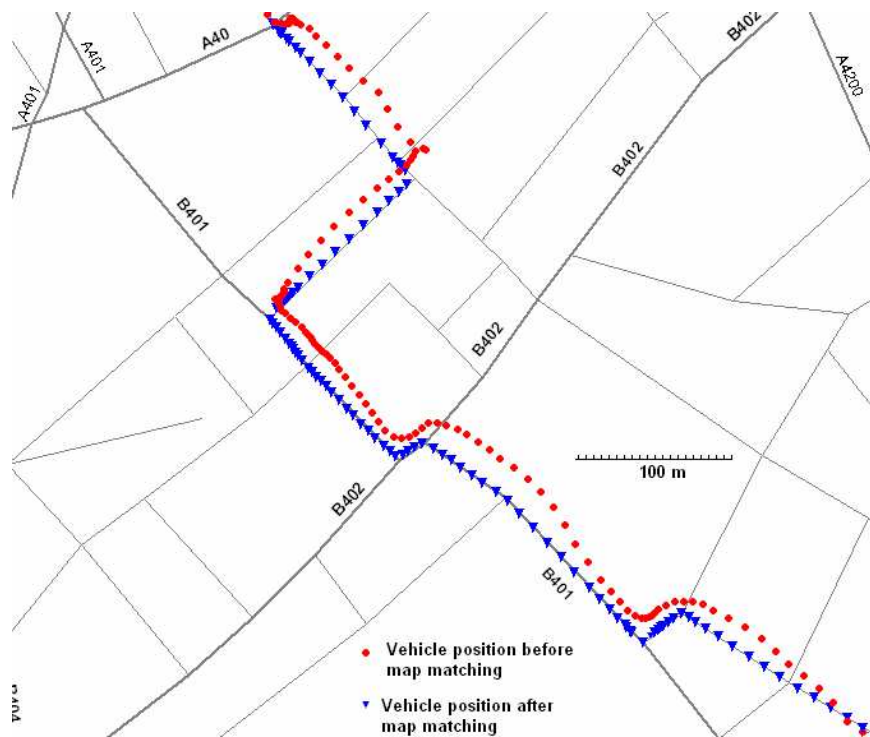 B402
A40
A401
A401
A4200
B402
B401
B402
100 m
B402
B401
Vehicle position before
map matching
Vehicle position after
map matching